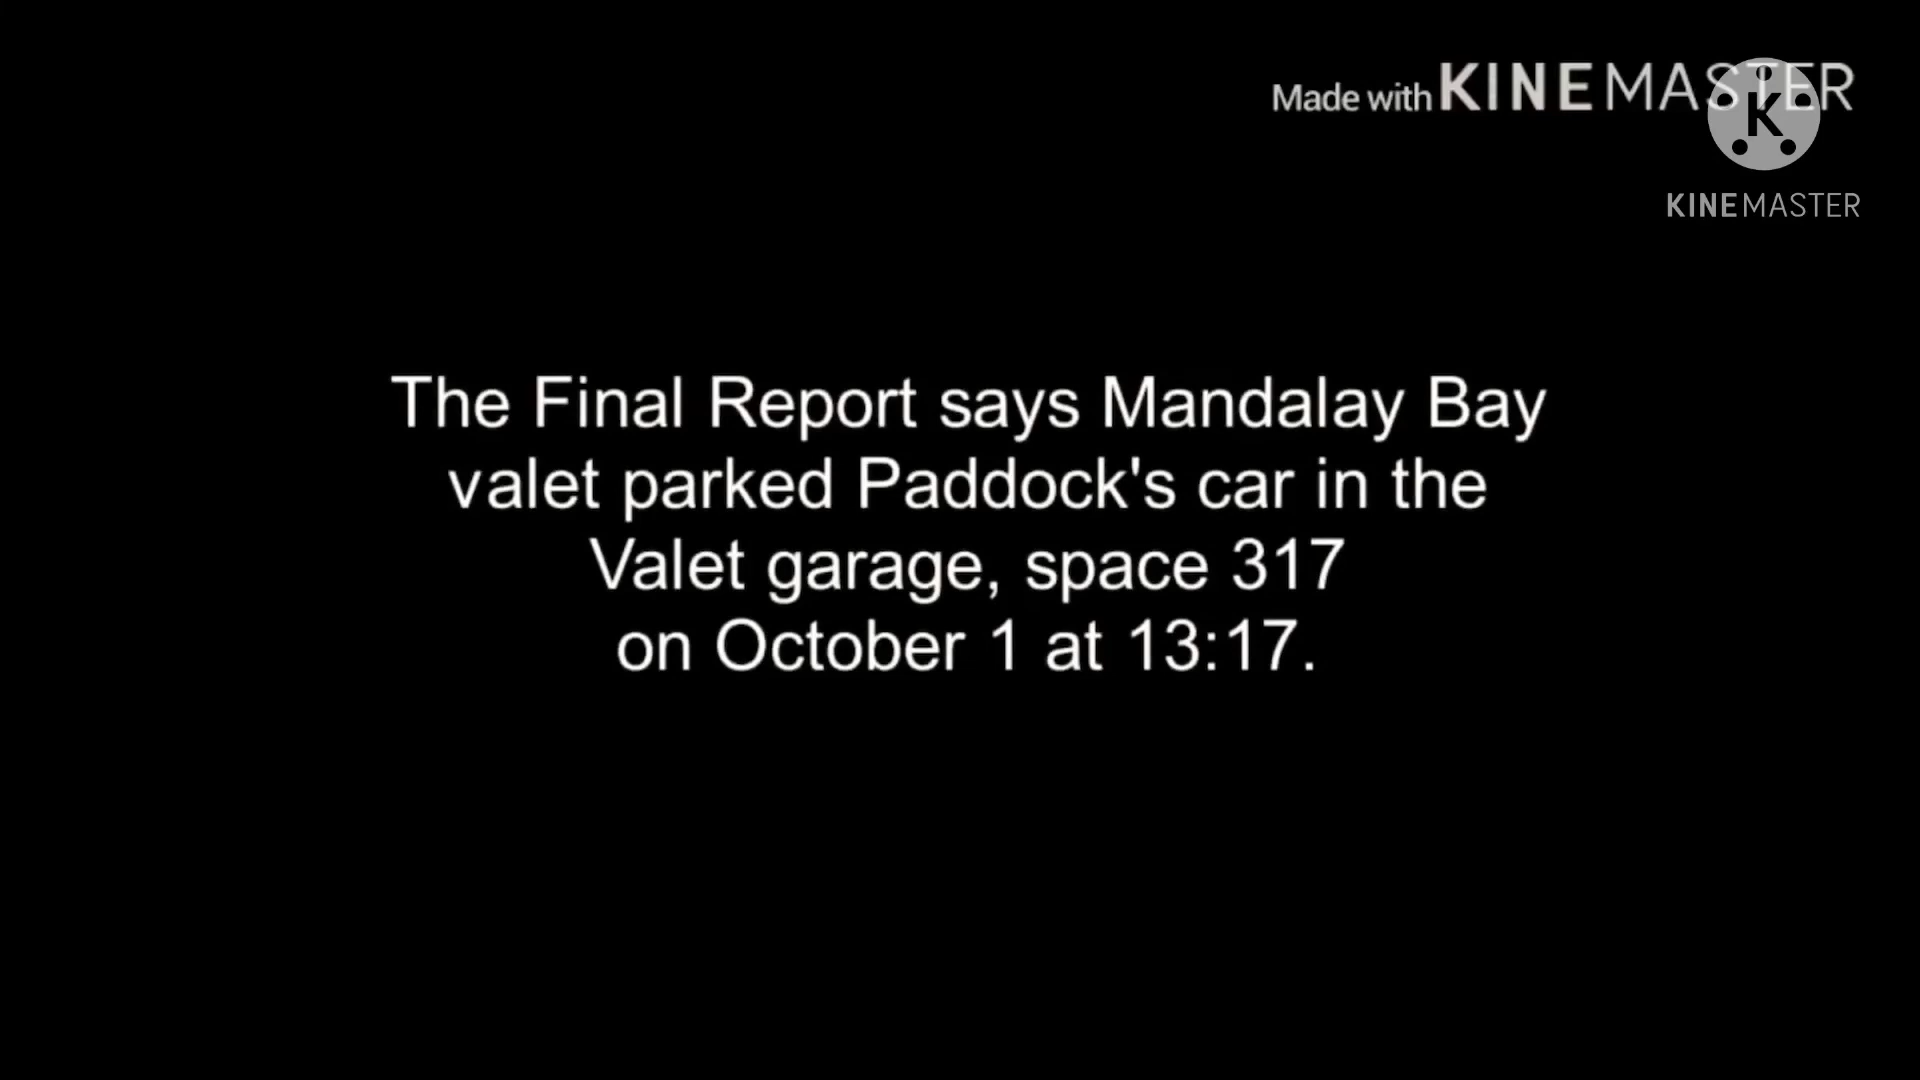 Made with KINEMASTER
K
KINEMASTER
The Final Report says Mandalay Bay
valet parked Paddock's car in the
Valet garage, space 317
on October 1 at 13:17.